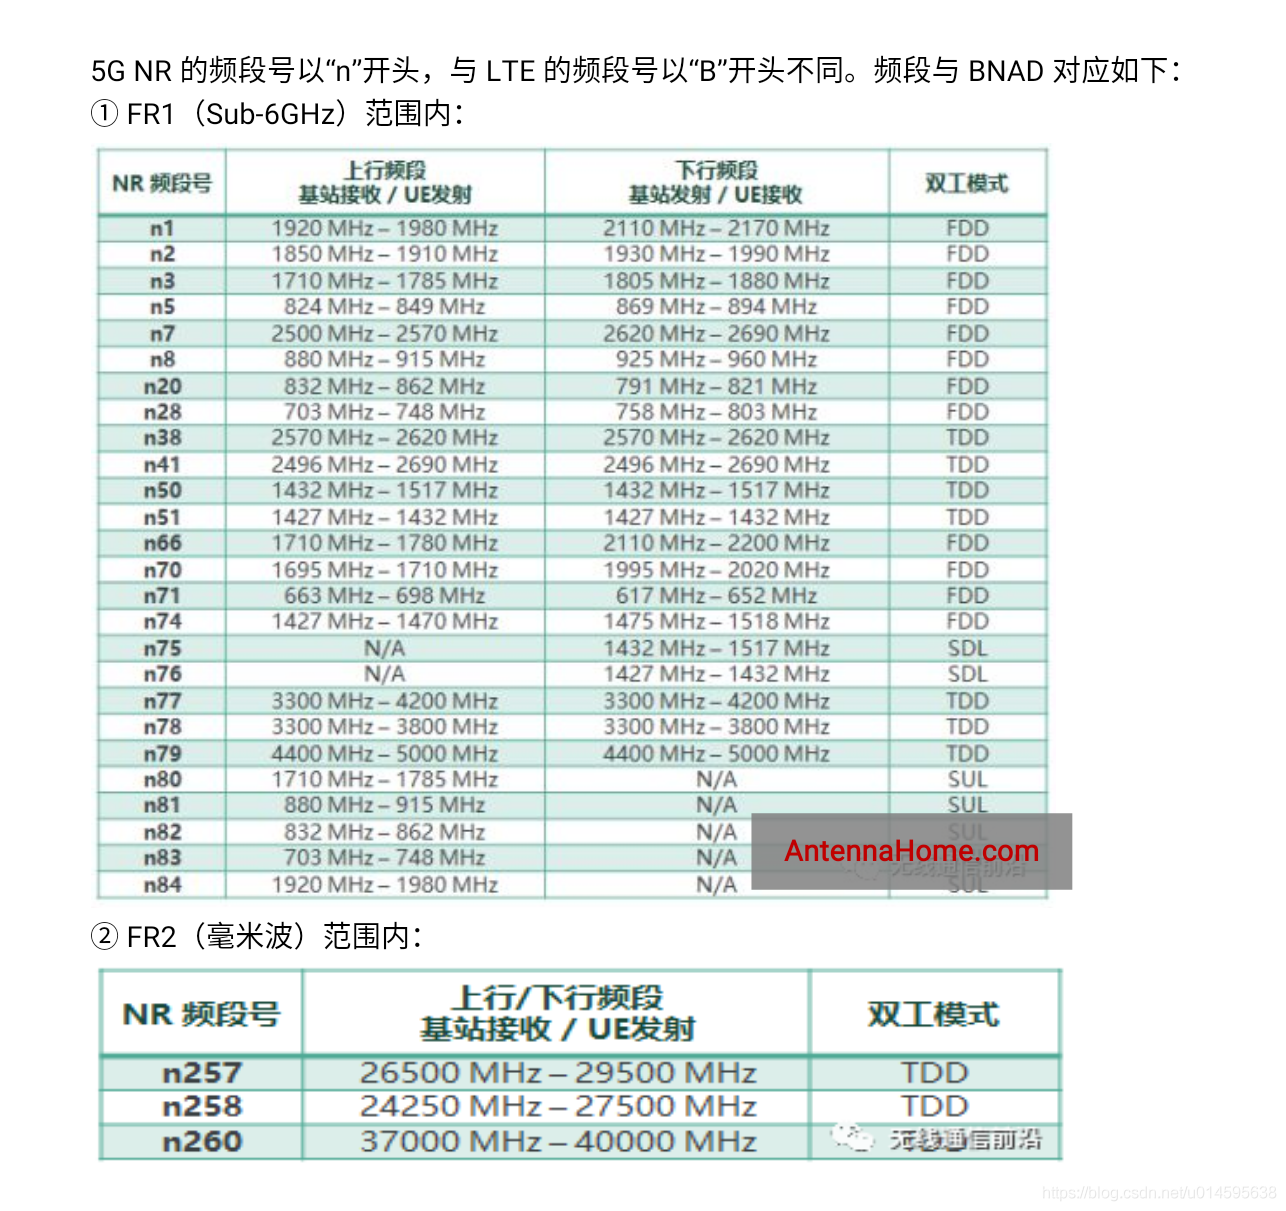 5G NR 的频段号以“n”开头，与 LTE 的频段号以“B”开头不同。频段与 BNAD 对应如下：
① FR1（Sub-6GHz）范围内：
NR 频段号 上行频段 基站接收 / UE发射 下行频段 基站发射 / UE接收 双工模式
n1 1920 MHz – 1980 MHz 2110 MHz – 2170 MHz FDD
n2 1850 MHz – 1910 MHz 1930 MHz – 1990 MHz FDD
n3 1710 MHz – 1785 MHz 1805 MHz – 1880 MHz FDD
n5 824 MHz – 849 MHz 869 MHz – 894 MHz FDD
n7 2500 MHz – 2570 MHz 2620 MHz – 2690 MHz FDD
n8 880 MHz – 915 MHz 925 MHz – 960 MHz FDD
n20 832 MHz – 862 MHz 791 MHz – 821 MHz FDD
n28 703 MHz – 748 MHz 758 MHz – 803 MHz FDD
n38 2570 MHz – 2620 MHz 2570 MHz – 2620 MHz TDD
n41 2496 MHz – 2690 MHz 2496 MHz – 2690 MHz TDD
n50 1432 MHz – 1517 MHz 1432 MHz – 1517 MHz TDD
n51 1427 MHz – 1432 MHz 1427 MHz – 1432 MHz TDD
n66 1710 MHz – 1780 MHz 2110 MHz – 2200 MHz FDD
n70 1695 MHz – 1710 MHz 1995 MHz – 2020 MHz FDD
n71 663 MHz – 698 MHz 617 MHz – 652 MHz FDD
n74 1427 MHz – 1470 MHz 1475 MHz – 1518 MHz FDD
n75 N/A 1432 MHz – 1517 MHz SDL
n76 N/A 1427 MHz – 1432 MHz SDL
n77 3300 MHz – 4200 MHz 3300 MHz – 4200 MHz TDD
n78 3300 MHz – 3800 MHz 3300 MHz – 3800 MHz TDD
n79 4400 MHz – 5000 MHz 4400 MHz – 5000 MHz TDD
n80 1710 MHz – 1785 MHz N/A SUL
n81 880 MHz – 915 MHz N/A SUL
n82 832 MHz – 862 MHz N/A SUL
n83 703 MHz – 748 MHz N/A
AntennaHome.com
无线通信前沿
n84 1920 MHz – 1980 MHz N/A SUL
② FR2（毫米波）范围内：
NR 频段号 上行/下行频段 基站接收 / UE发射 双工模式
n257 26500 MHz – 29500 MHz TDD
n258 24250 MHz – 27500 MHz TDD
n260 37000 MHz – 40000 MHz
无线通信前沿
https://blog.csdn.net/u014595638